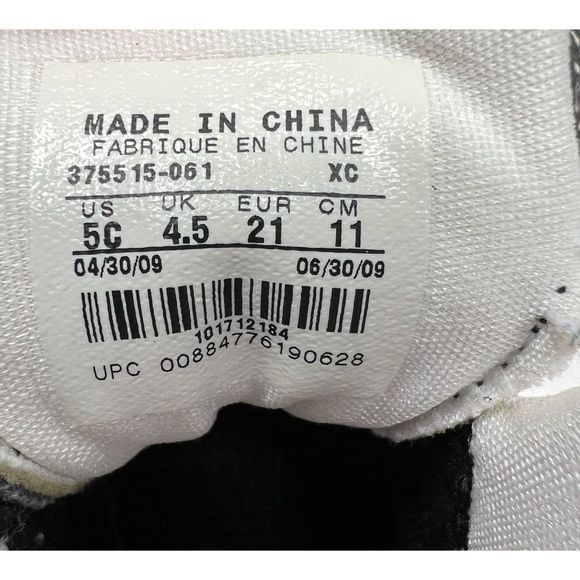 MADE IN CHINA
FABRIQUE EN CHINE
375515-061 XC
US UK EUR CM
5C 4.5 21 11
04/30/09 06/30/09
101712184
UPC 00884776190628